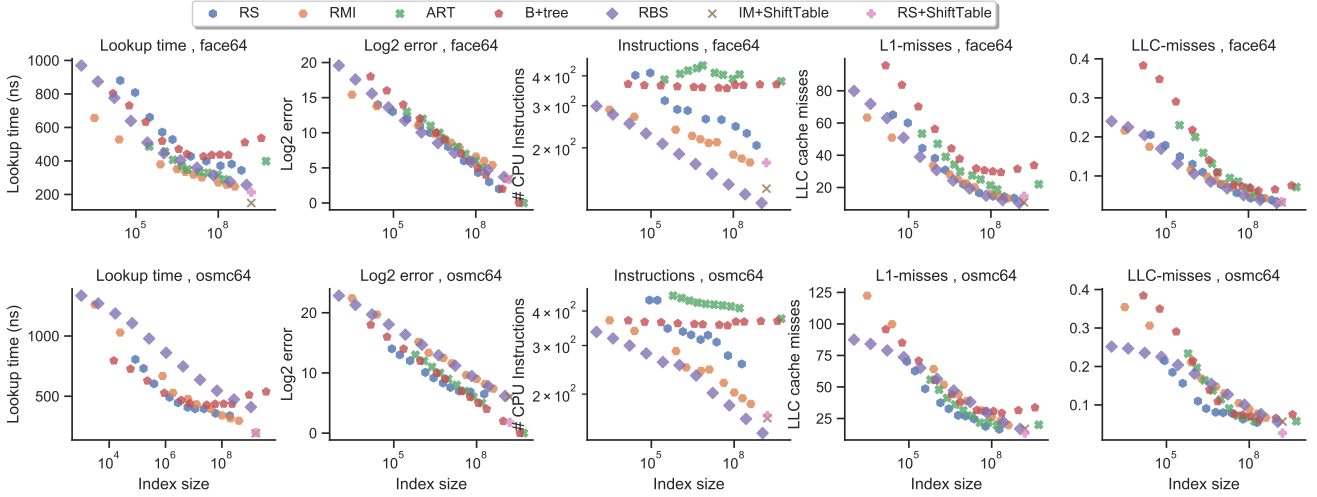 RS RMI ART B+tree RBS IM+ShiftTable RS+ShiftTable
Lookup time , face64
Log2 error , face64
Instructions , face64
L1-misses , face64
LLC-misses , face64
Lookup time (ns)
1000
800
600
400
200
10^5 10^8
Log2 error
20
15
10
5
0
10^5 10^8
# CPU Instructions
4 × 10^2
3 × 10^2
2 × 10^2
10^5 10^8
LLC cache misses
80
60
40
20
10^5 10^8
0.4
0.3
0.2
0.1
10^5 10^8
Lookup time , osmc64
Log2 error , osmc64
Instructions , osmc64
L1-misses , osmc64
LLC-misses , osmc64
Lookup time (ns)
1000
500
10^4 10^6 10^8
Index size
Log2 error
20
10
0
10^5 10^8
Index size
# CPU Instructions
4 × 10^2
3 × 10^2
2 × 10^2
10^5 10^8
Index size
LLC cache misses
125
100
75
50
25
10^5 10^8
Index size
0.4
0.3
0.2
0.1
10^5 10^8
Index size